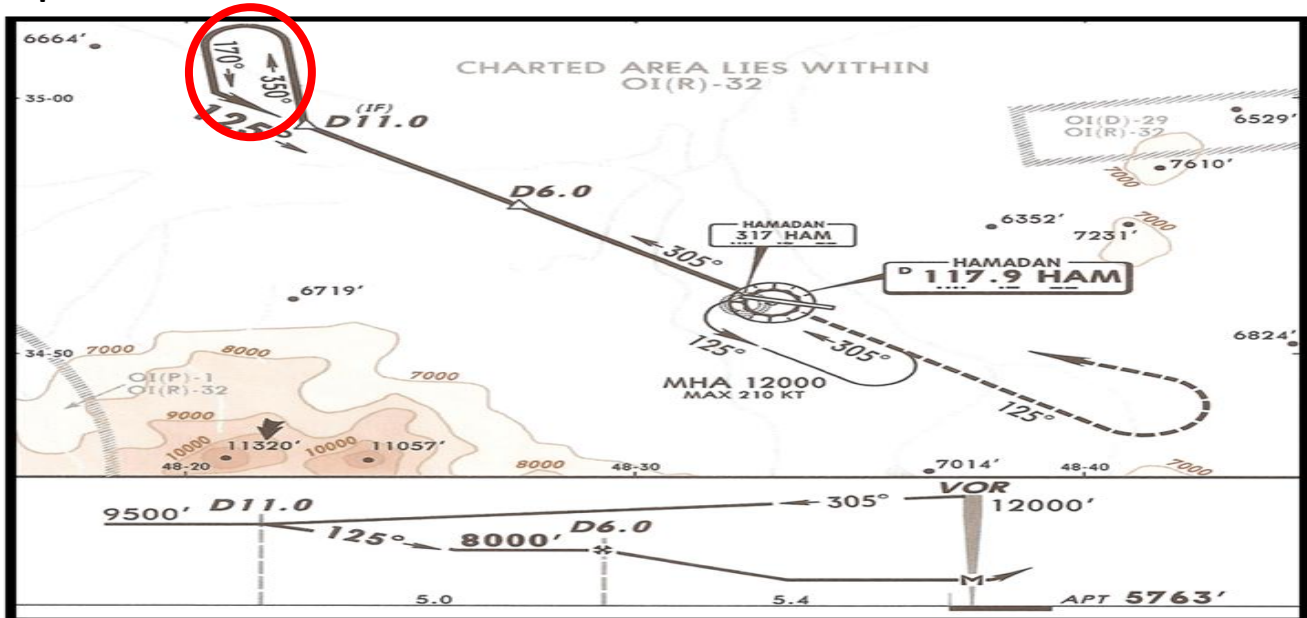 6664'
170°
350°
CHARTED AREA LIES WITHIN
OI(R)-32
35-00
125°
(IF)
D11.0
OI(D)-29
OI(R)-32
6529'
7610'
7000
D6.0
HAMADAN
317 HAM
6352'
7000
7231'
305°
HAMADAN
D 117.9 HAM
6719'
34-50
7000
8000
125°
305°
6824'
7000
OI(P)-1
OI(R)-32
MHA 12000
MAX 210 KT
125°
9000
10000
11320'
10000
11057'
8000
7014'
7000
48-20
48-30
48-40
VOR
9500'
D11.0
305°
12000'
125°
8000'
D6.0
M
5.0
5.4
APT 5763'